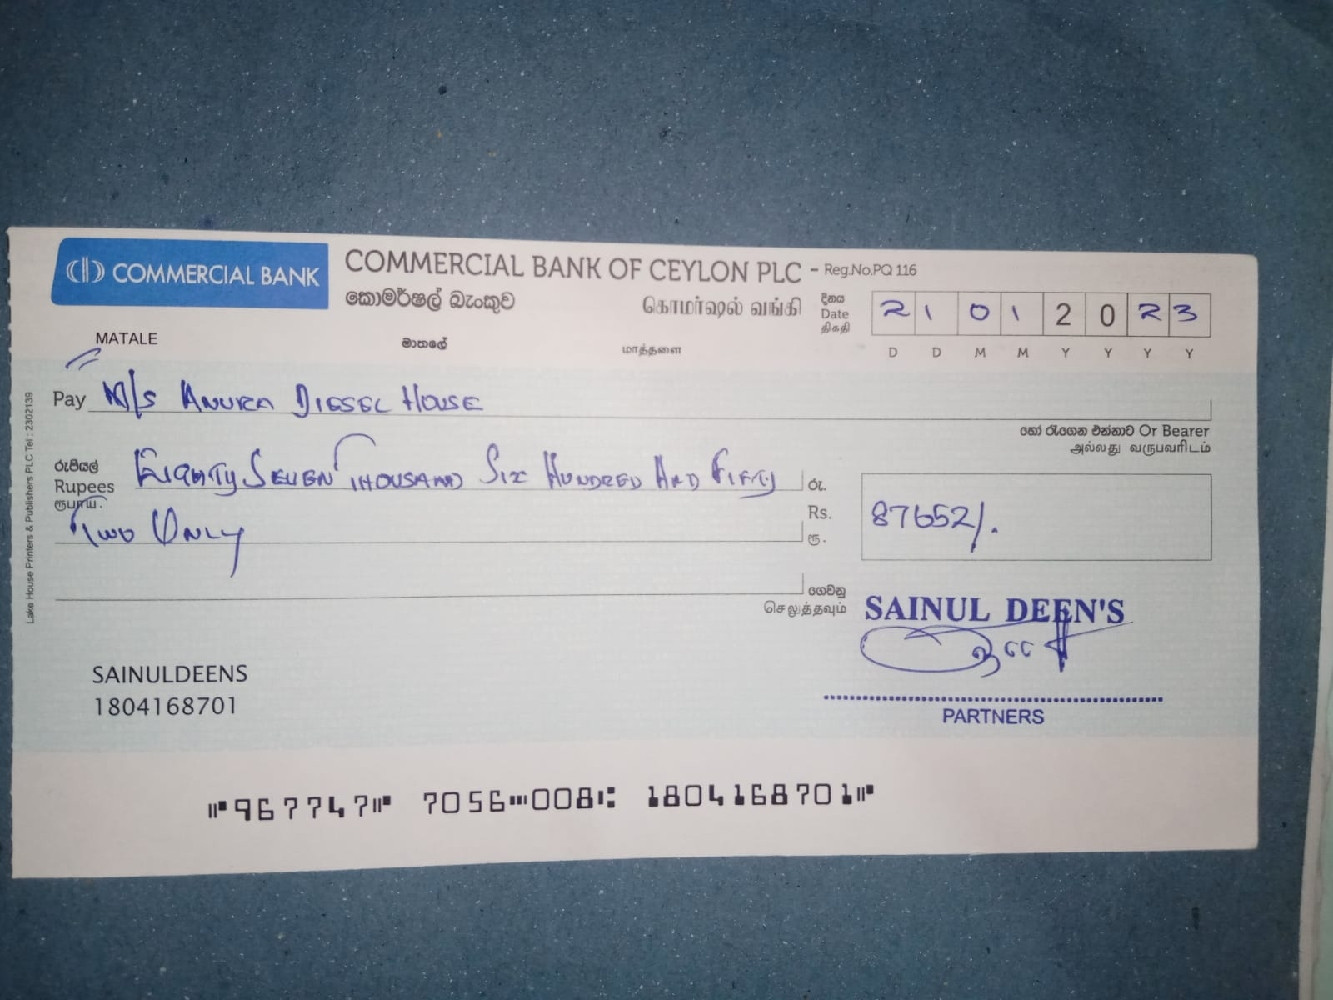 COMMERCIAL BANK
COMMERCIAL BANK OF CEYLON PLC - Reg.No.PQ 116
කොමර්ෂල් බැංකුව கொமர்ஷல் வங்கி
දිනය
Date
திகதி
21 01 2023
D D M M Y Y Y Y
MATALE මාතලේ மாத்தளை
Pay M/S ANURA DIESEL HOUSE
හෝ රැගෙන එන්නාට Or Bearer
அல்லது வருபவரிடம்
රුපියල්
Rupees
ரூபாய்.
EIGHTY SEVEN THOUSAND SIX HUNDRED AND FIFTY
TWO ONLY
රු.
Rs.
ரூ.
87652/.
ගෙවනු
செலுத்தவும்
SAINUL DEEN'S
PARTNERS
SAINULDEENS
1804168701
⑈967747⑈ 7056⑉008⑆ 1804168701⑈
Lake House Printers & Publishers PLC Tel : 2302139